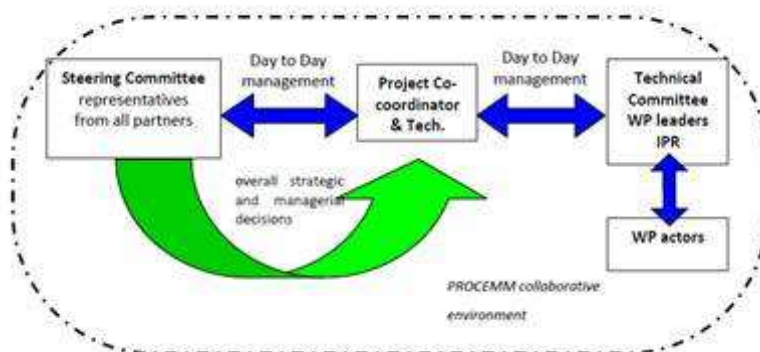 Steering Committee
representatives
from all partners
Day to Day
management
Project Co-
coordinator
& Tech.
Day to Day
management
Technical
Committee
WP leaders
IPR
overall strategic
and managerial
decisions
WP actors
PROCEMM collaborative
environment